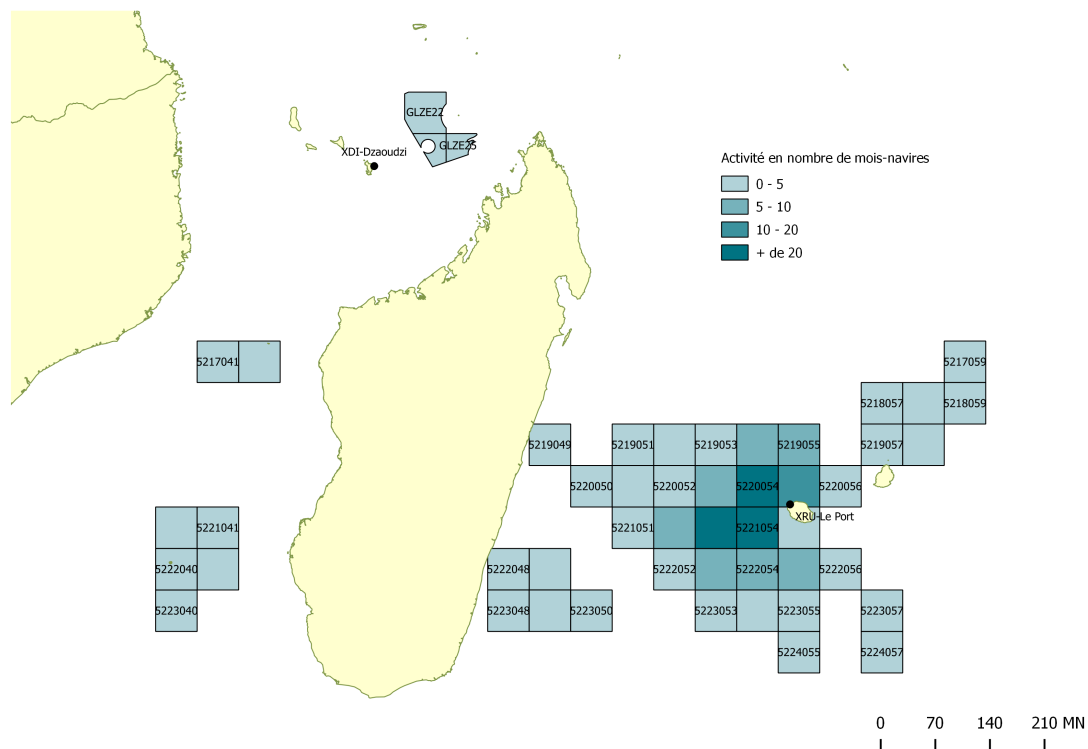 GLZE22
GLZE25
XDI-Dzaoudzi
Activité en nombre de mois-navires
0 - 5
5 - 10
10 - 20
+ de 20
5217041
5217059
5218057
5218059
5219049
5219051
5219053
5219055
5219057
5220050
5220052
5220054
5220056
XRU-Le Port
5221041
5221051
5221054
5222040
5222048
5222052
5222054
5222056
5223040
5223048
5223050
5223053
5223055
5223057
5224055
5224057
0 70 140 210 MN